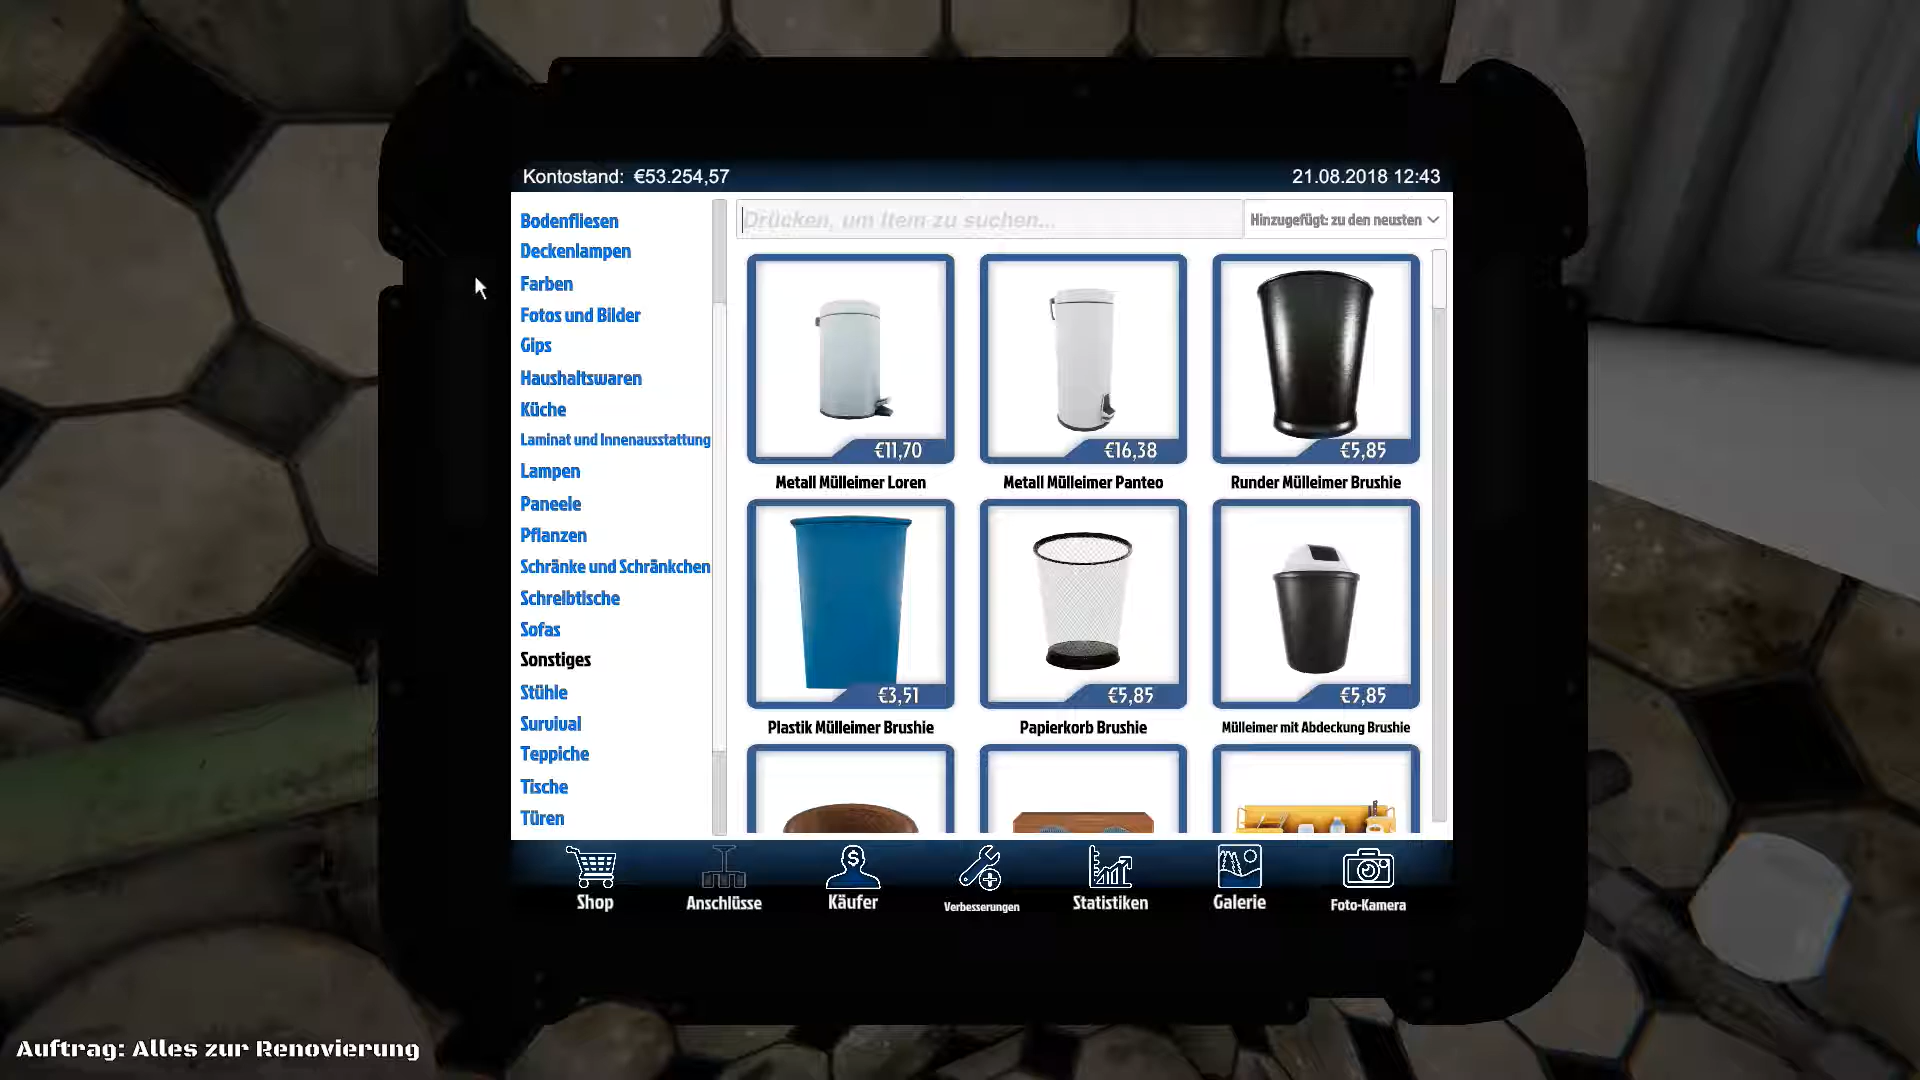 Kontostand: €53.254,57
21.08.2018 12:43
Bodenfliesen
Deckenlampen
Farben
Fotos und Bilder
Gips
Haushaltswaren
Küche
Laminat und Innenausstattung
Lampen
Paneele
Pflanzen
Schränke und Schränkchen
Schreibtische
Sofas
Sonstiges
Stühle
Survival
Teppiche
Tische
Türen
Drücken, um Item zu suchen...
Hinzugefügt: zu den neusten
€11,70
€16,38
€5,85
Metall Mülleimer Loren
Metall Mülleimer Panteo
Runder Mülleimer Brushie
€3,51
€5,85
€5,85
Plastik Mülleimer Brushie
Papierkorb Brushie
Mülleimer mit Abdeckung Brushie
Shop
Anschlüsse
Käufer
Verbesserungen
Statistiken
Galerie
Foto-Kamera
Auftrag: Alles zur Renovierung